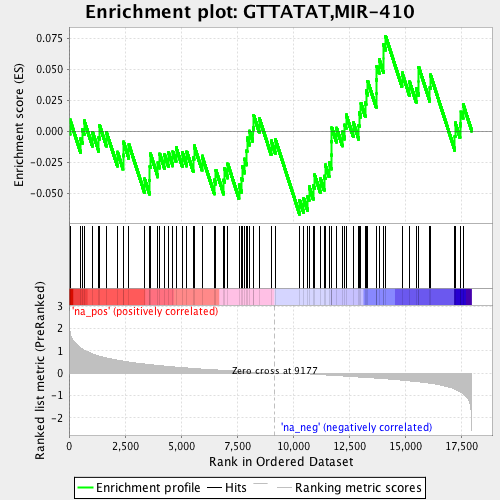 Enrichment plot: GTTATAT,MIR-410
Enrichment score (ES)
0.075
0.050
0.025
0.000
-0.025
-0.050
'na_pos' (positively correlated)
Ranked list metric (PreRanked)
3
2
1
0
-1
-2
Zero cross at 9177
'na_neg' (negatively correlated)
0
2,500
5,000
7,500
10,000
12,500
15,000
17,500
Rank in Ordered Dataset
Enrichment profile
Hits
Ranking metric scores